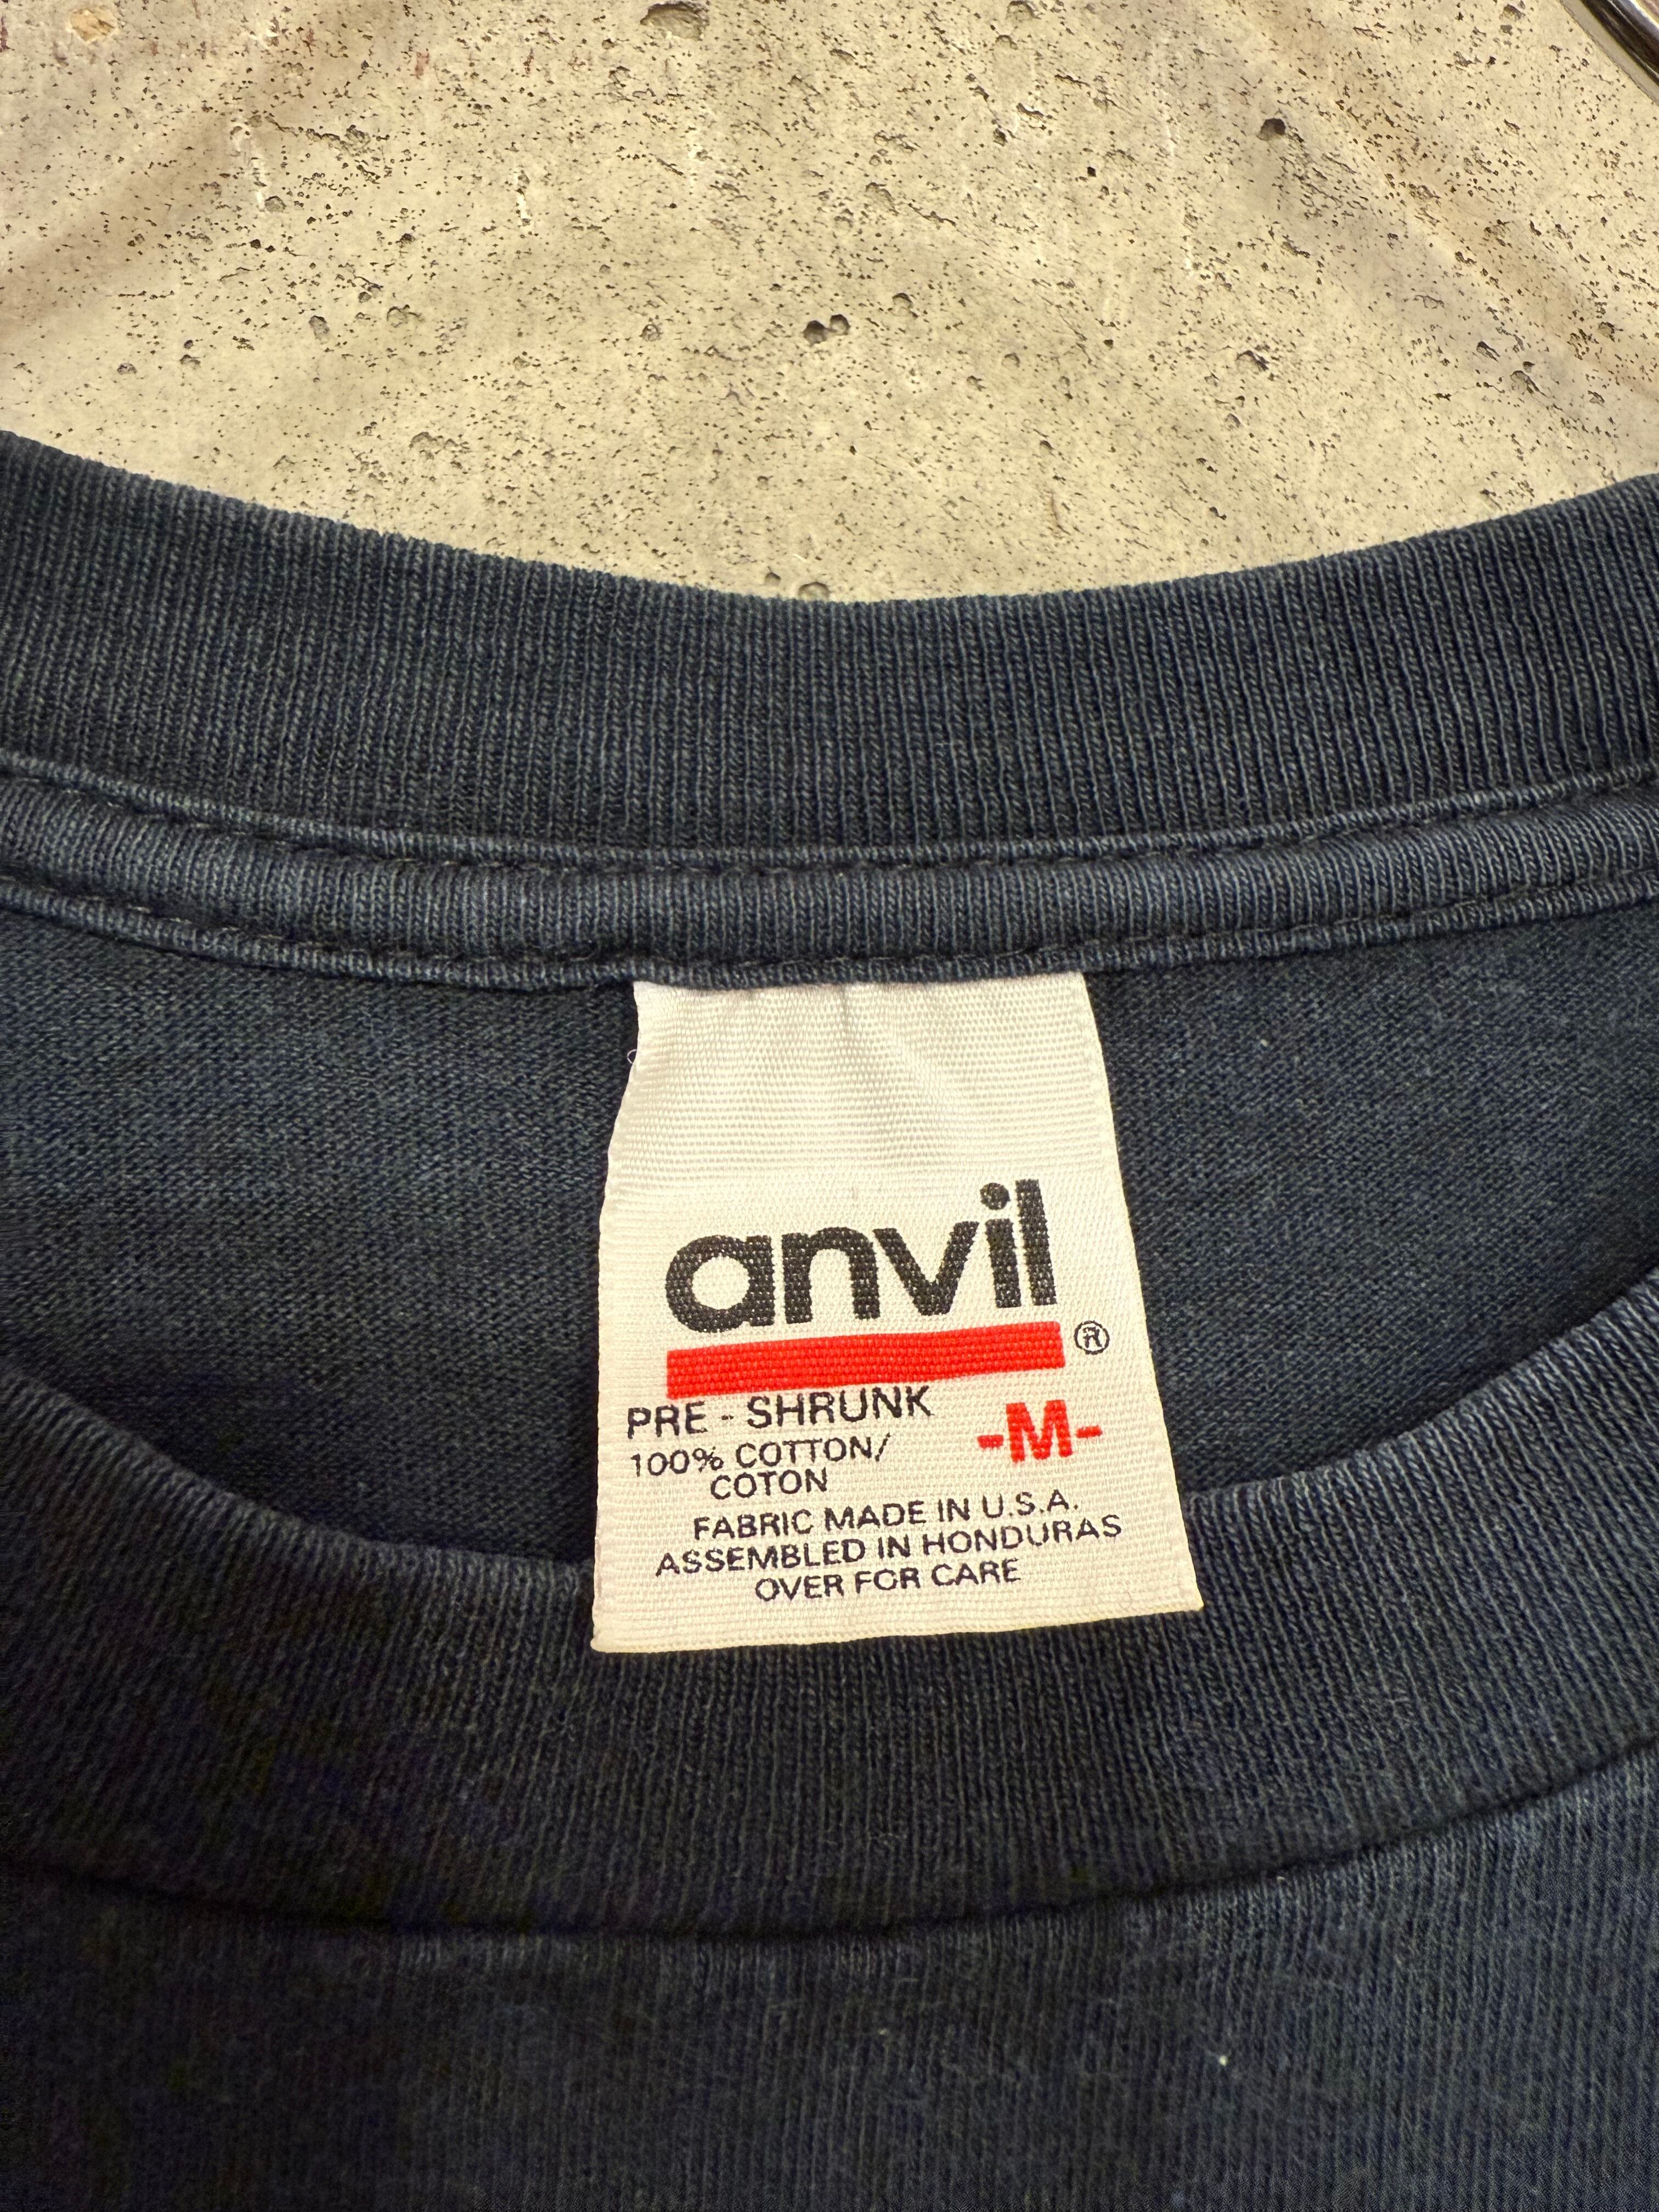 anvil
®
PRE - SHRUNK
-M-
100% COTTON/
COTON
FABRIC MADE IN U.S.A.
ASSEMBLED IN HONDURAS
OVER FOR CARE